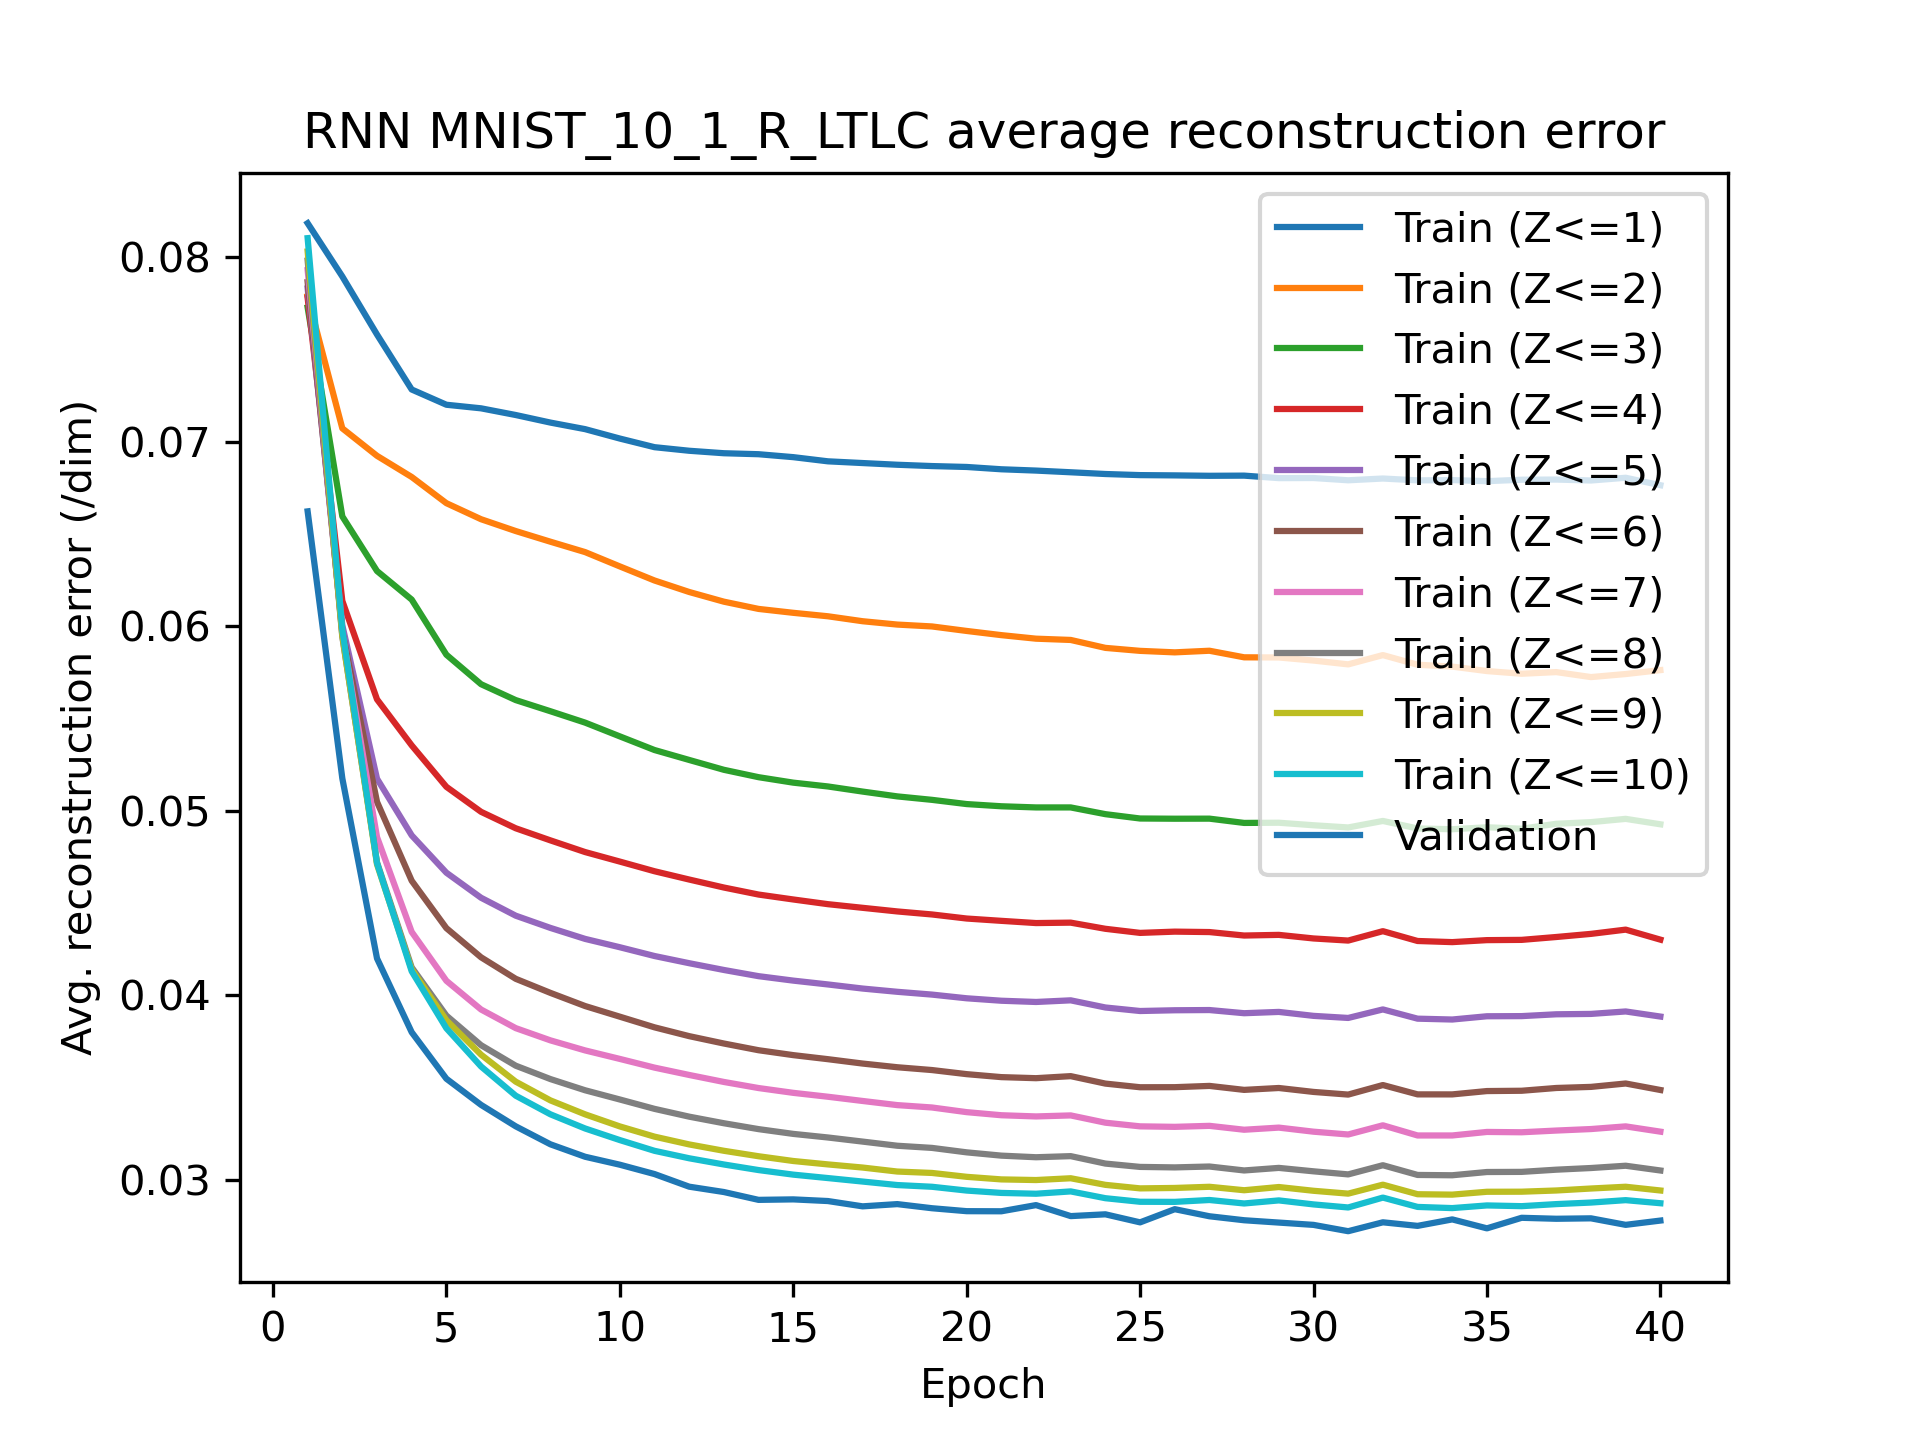 RNN MNIST_10_1_R_LTLC average reconstruction error
Avg. reconstruction error (/dim)
0.08
0.07
0.06
0.05
0.04
0.03
Train (Z<=1)
Train (Z<=2)
Train (Z<=3)
Train (Z<=4)
Train (Z<=5)
Train (Z<=6)
Train (Z<=7)
Train (Z<=8)
Train (Z<=9)
Train (Z<=10)
Validation
0 5 10 15 20 25 30 35 40
Epoch